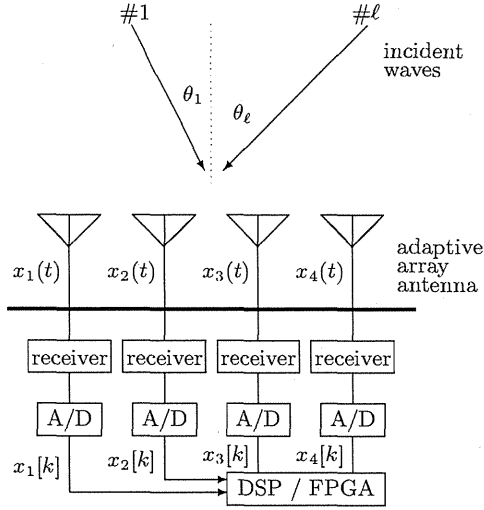 #1 #ℓ
incident
waves
θ₁ θℓ
x₁(t) x₂(t) x₃(t) x₄(t)
adaptive
array
antenna
receiver receiver receiver receiver
A/D A/D A/D A/D
x₁[k] x₂[k] x₃[k] x₄[k]
DSP / FPGA